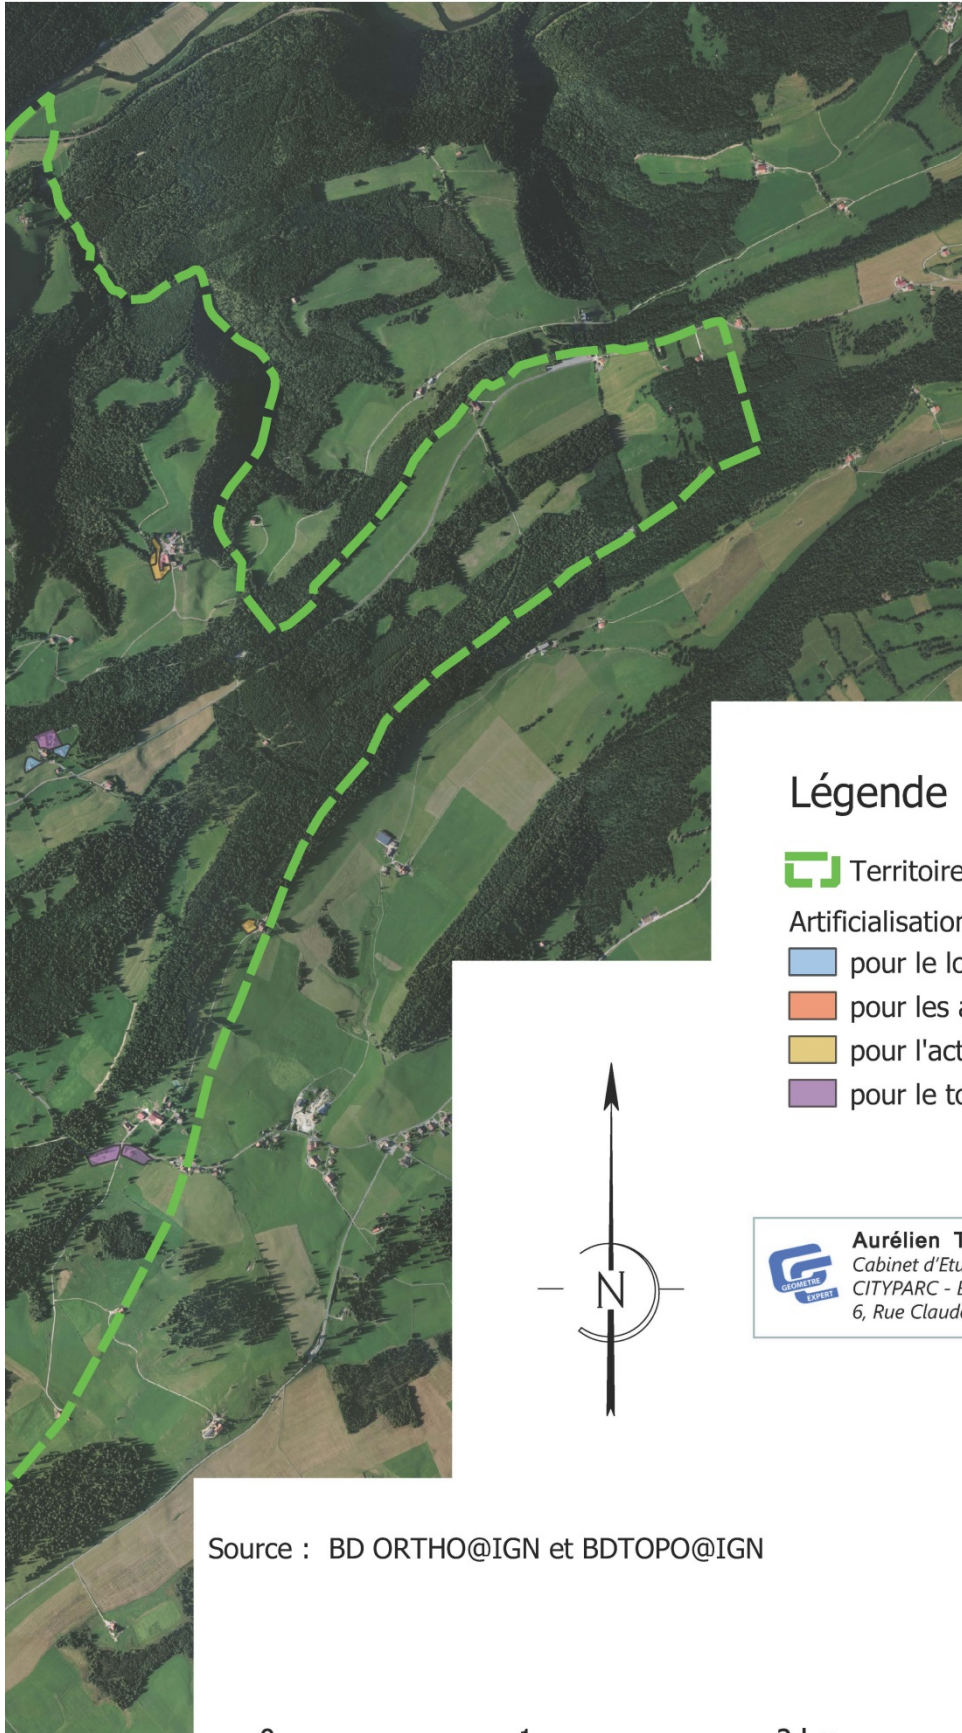 Légende
Territoire
Artificialisation
pour le lo
pour les a
pour l'act
pour le to
N
GEOMETRE
EXPERT
Aurélien T
Cabinet d'Etu
CITYPARC - E
6, Rue Claude
Source : BD ORTHO@IGN et BDTOPO@IGN